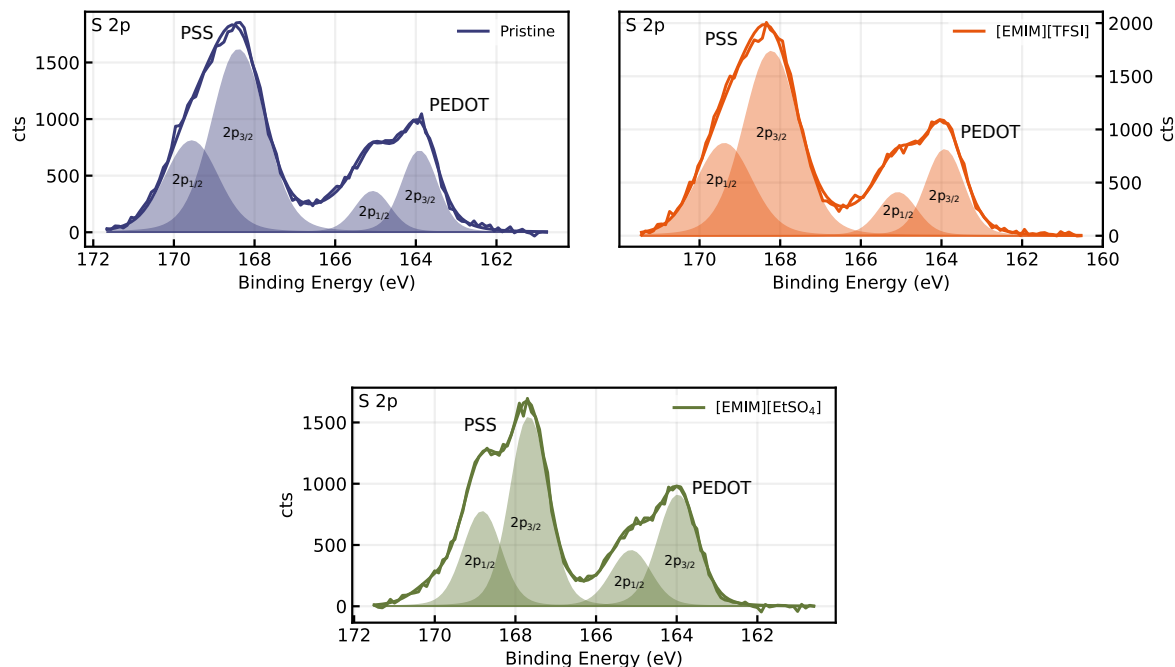 S 2p
PSS
Pristine
PEDOT
2p3/2
2p1/2
2p1/2
2p3/2
cts
1500
1000
500
0
172 170 168 166 164 162
Binding Energy (eV)
S 2p
PSS
[EMIM][TFSI]
PEDOT
2p3/2
2p1/2
2p1/2
2p3/2
cts
2000
1500
1000
500
0
170 168 166 164 162 160
Binding Energy (eV)
S 2p
PSS
[EMIM][EtSO4]
PEDOT
2p3/2
2p1/2
2p1/2
2p3/2
cts
1500
1000
500
0
172 170 168 166 164 162
Binding Energy (eV)